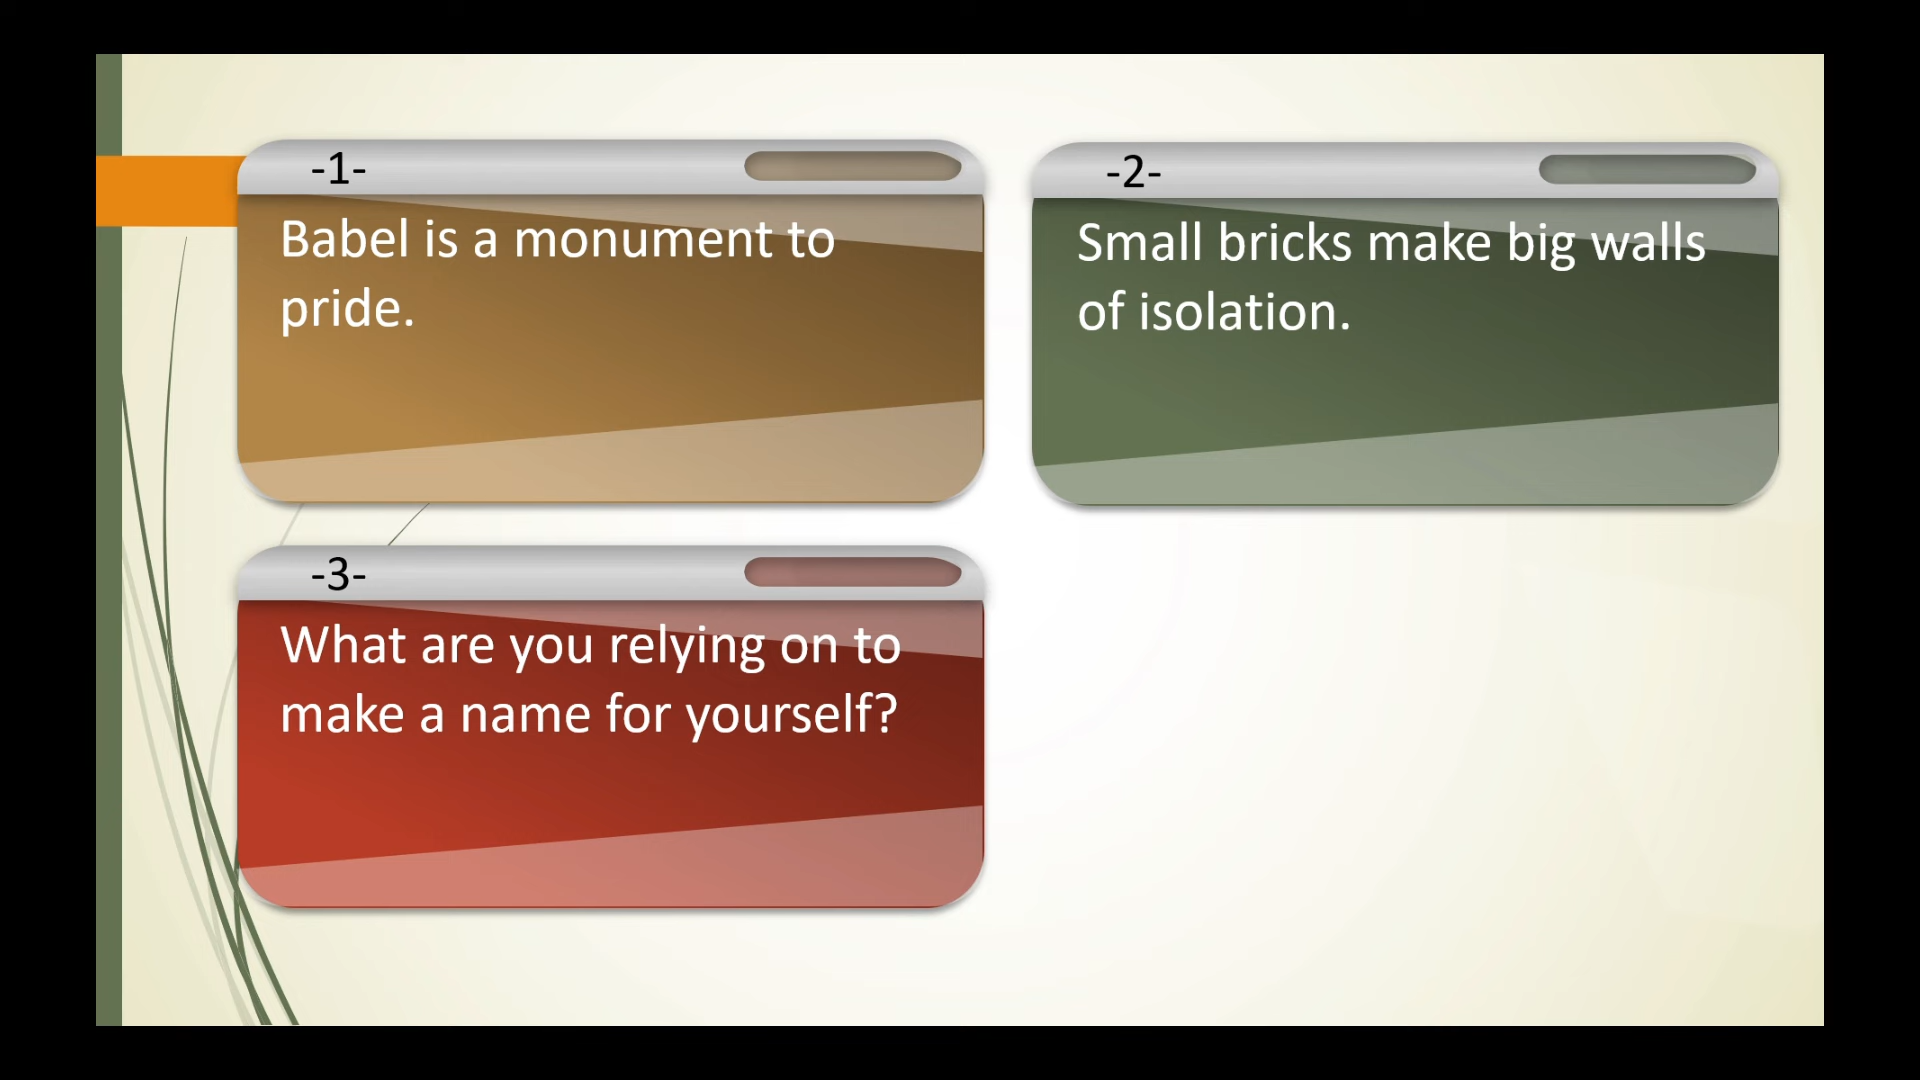 -1-
Babel is a monument to
pride.
-2-
Small bricks make big walls
of isolation.
-3-
What are you relying on to
make a name for yourself?